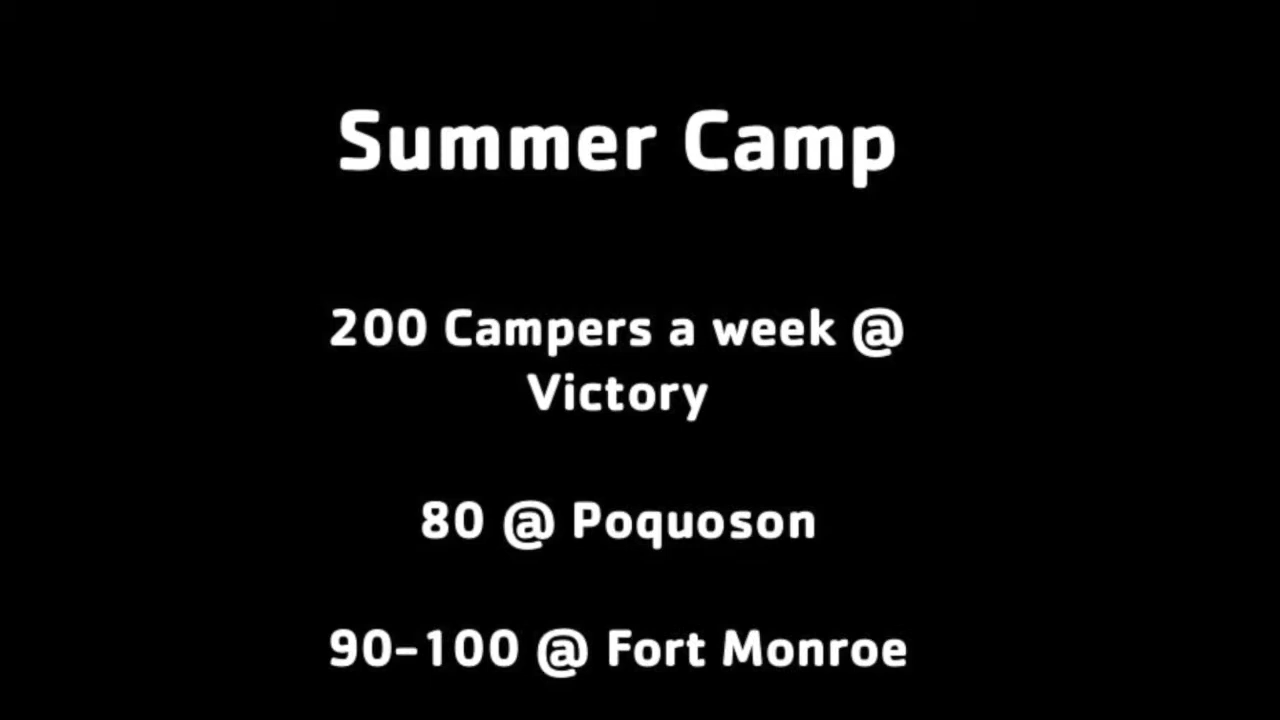 Summer Camp
200 Campers a week @
Victory
80 @ Poquoson
90-100 @ Fort Monroe